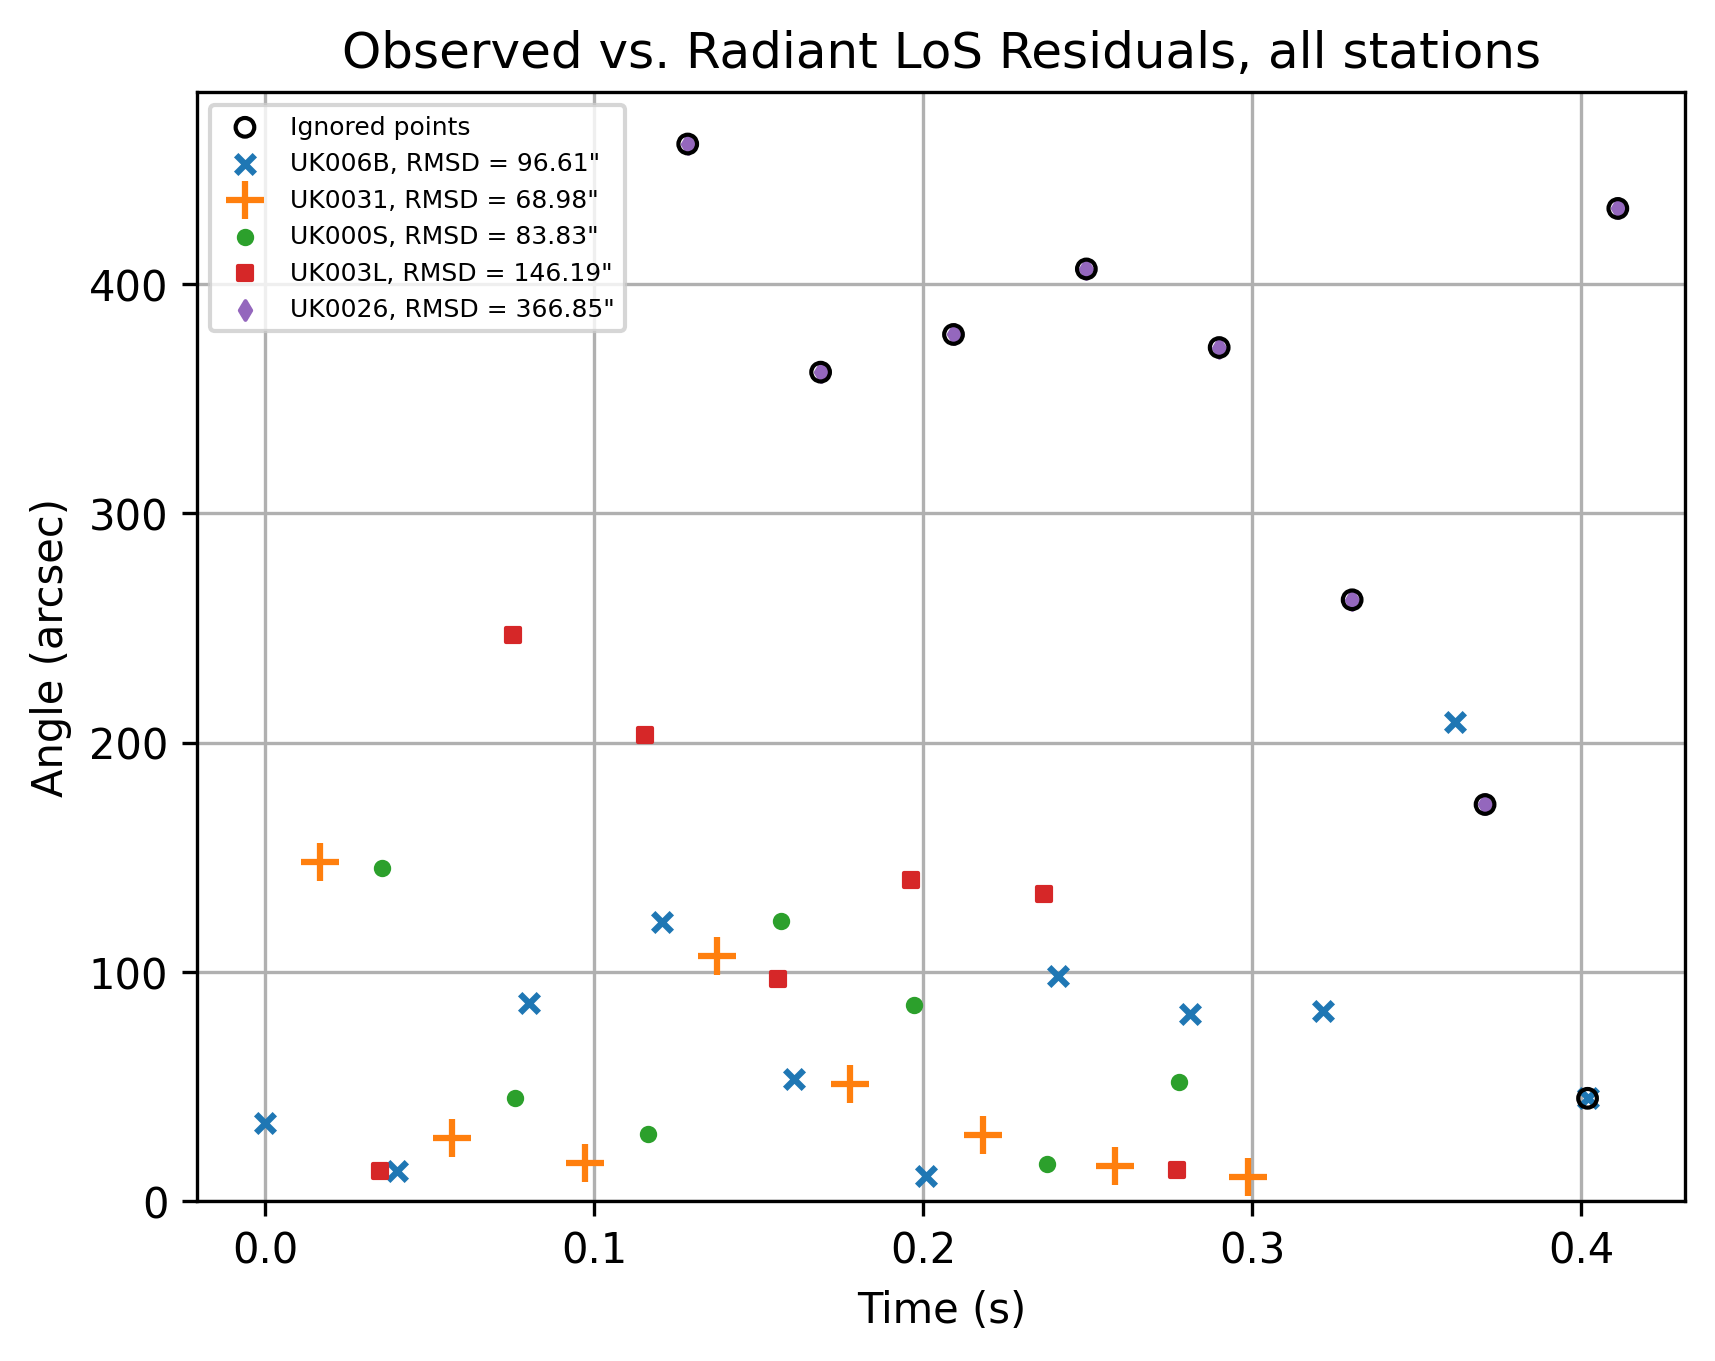 Observed vs. Radiant LoS Residuals, all stations
Ignored points
UK006B, RMSD = 96.61"
UK0031, RMSD = 68.98"
UK000S, RMSD = 83.83"
UK003L, RMSD = 146.19"
UK0026, RMSD = 366.85"
400
300
200
100
0
Angle (arcsec)
0.0 0.1 0.2 0.3 0.4
Time (s)